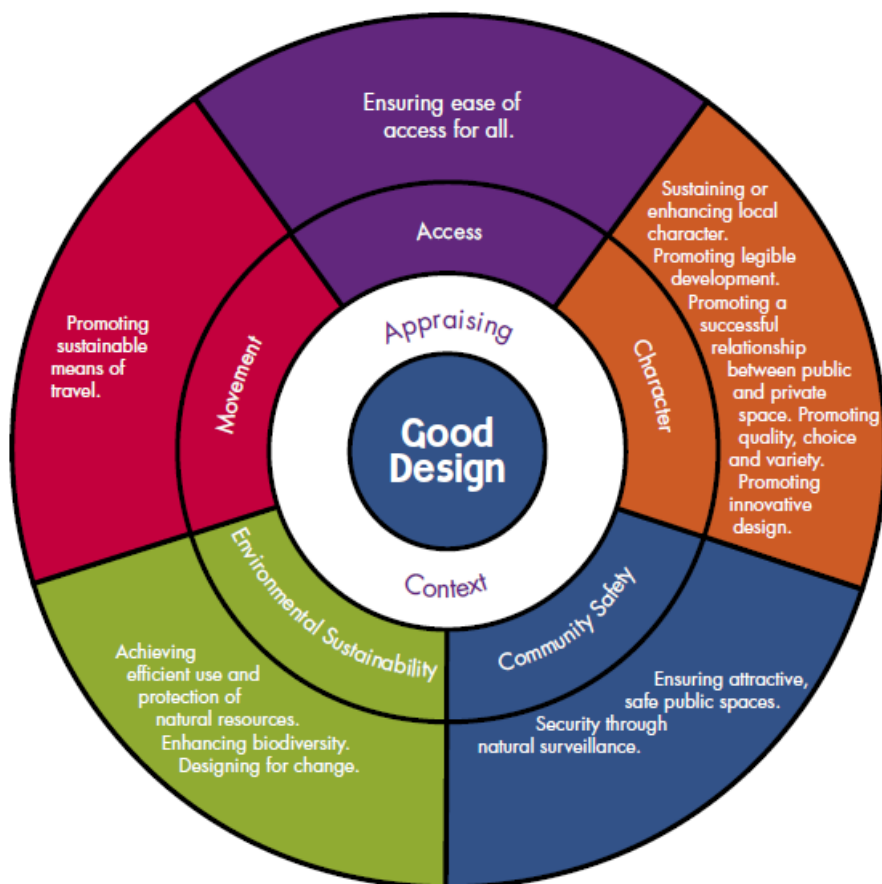 Ensuring ease of
access for all.
Access
Sustaining or
enhancing local
character.
Promoting legible
development.
Promoting a
successful
relationship
between public
and private
space. Promoting
quality, choice
and variety.
Promoting
innovative
design.
Character
Ensuring attractive,
safe public spaces.
Security through
natural surveillance.
Community Safety
Achieving
efficient use and
protection of
natural resources.
Enhancing biodiversity.
Designing for change.
Environmental Sustainability
Promoting
sustainable
means of
travel.
Movement
Appraising
Context
Good
Design